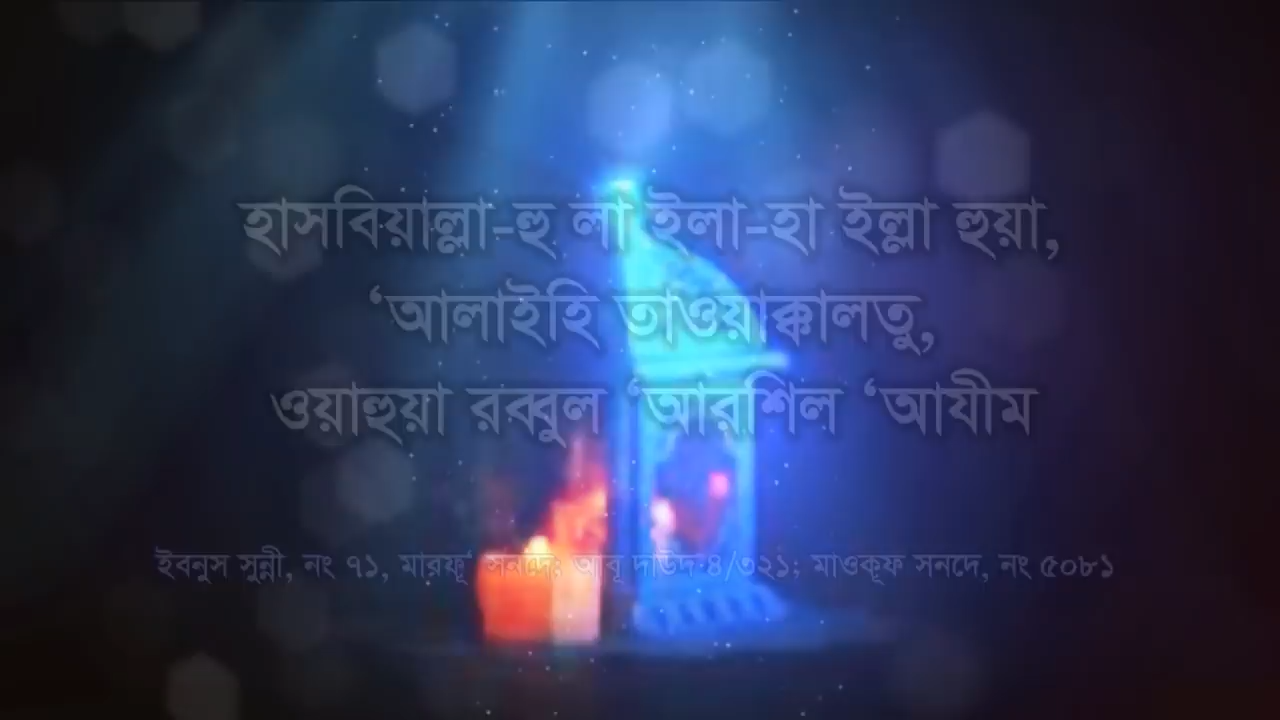 হাসবিয়াল্লা-হু লা ইলা-হা ইল্লা হুয়া,
‘আলাইহি তাওয়াক্কালতু,
ওয়াহুয়া রব্বুল ‘আরশিল ‘আযীম
ইবনুস সুন্নী, নং ৭১, মারফূ‘ সনদে; আবূ দাউদ ৪/৩২১; মাওকূফ সনদে, নং ৫০৮১